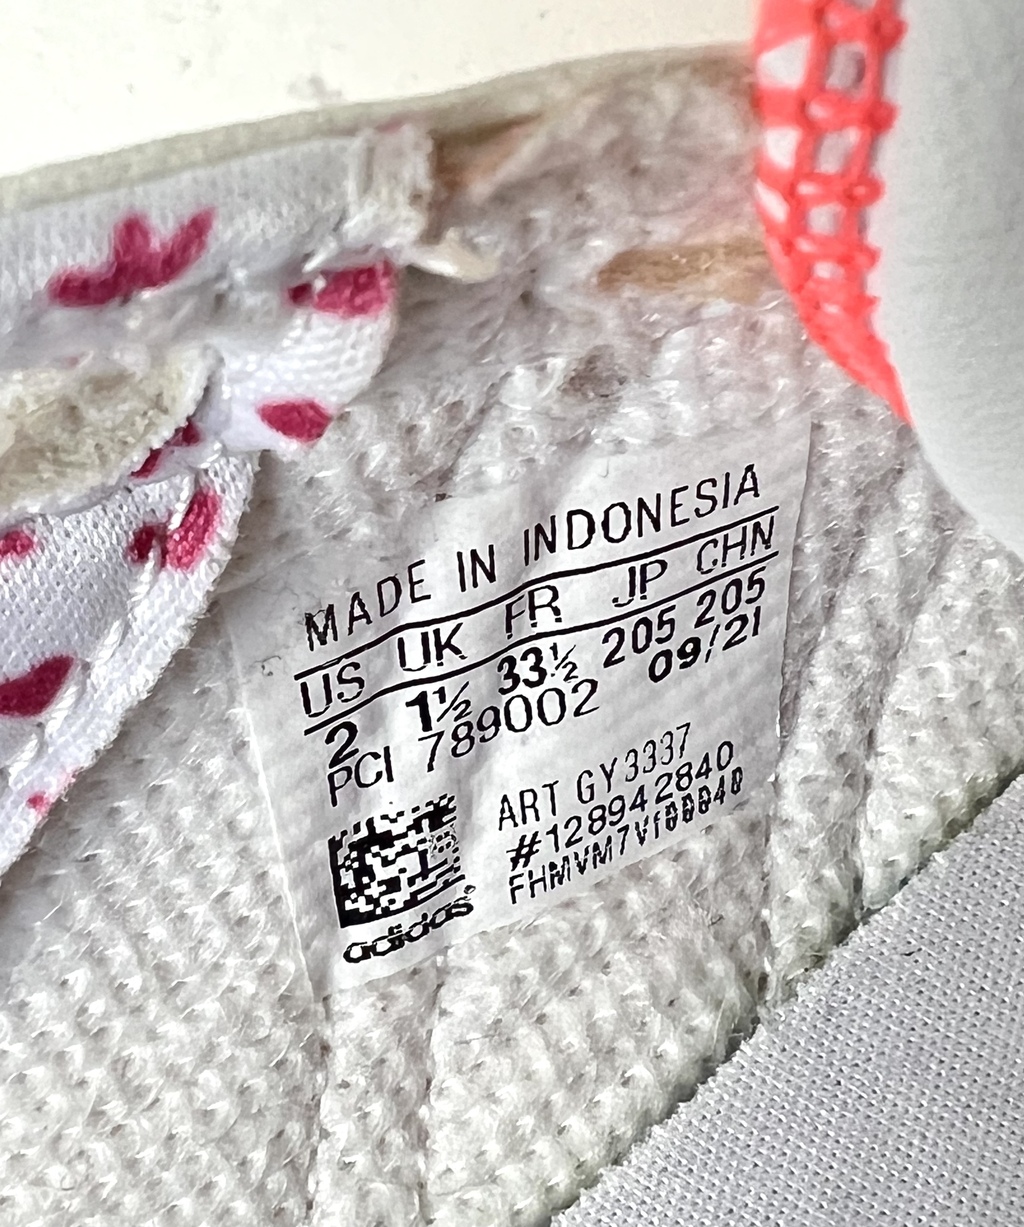 MADE IN INDONESIA
US UK FR JP CHN
2 1½ 33½ 205 205
PCI 789002 09/21
ART GY3337
#128942840
adidas